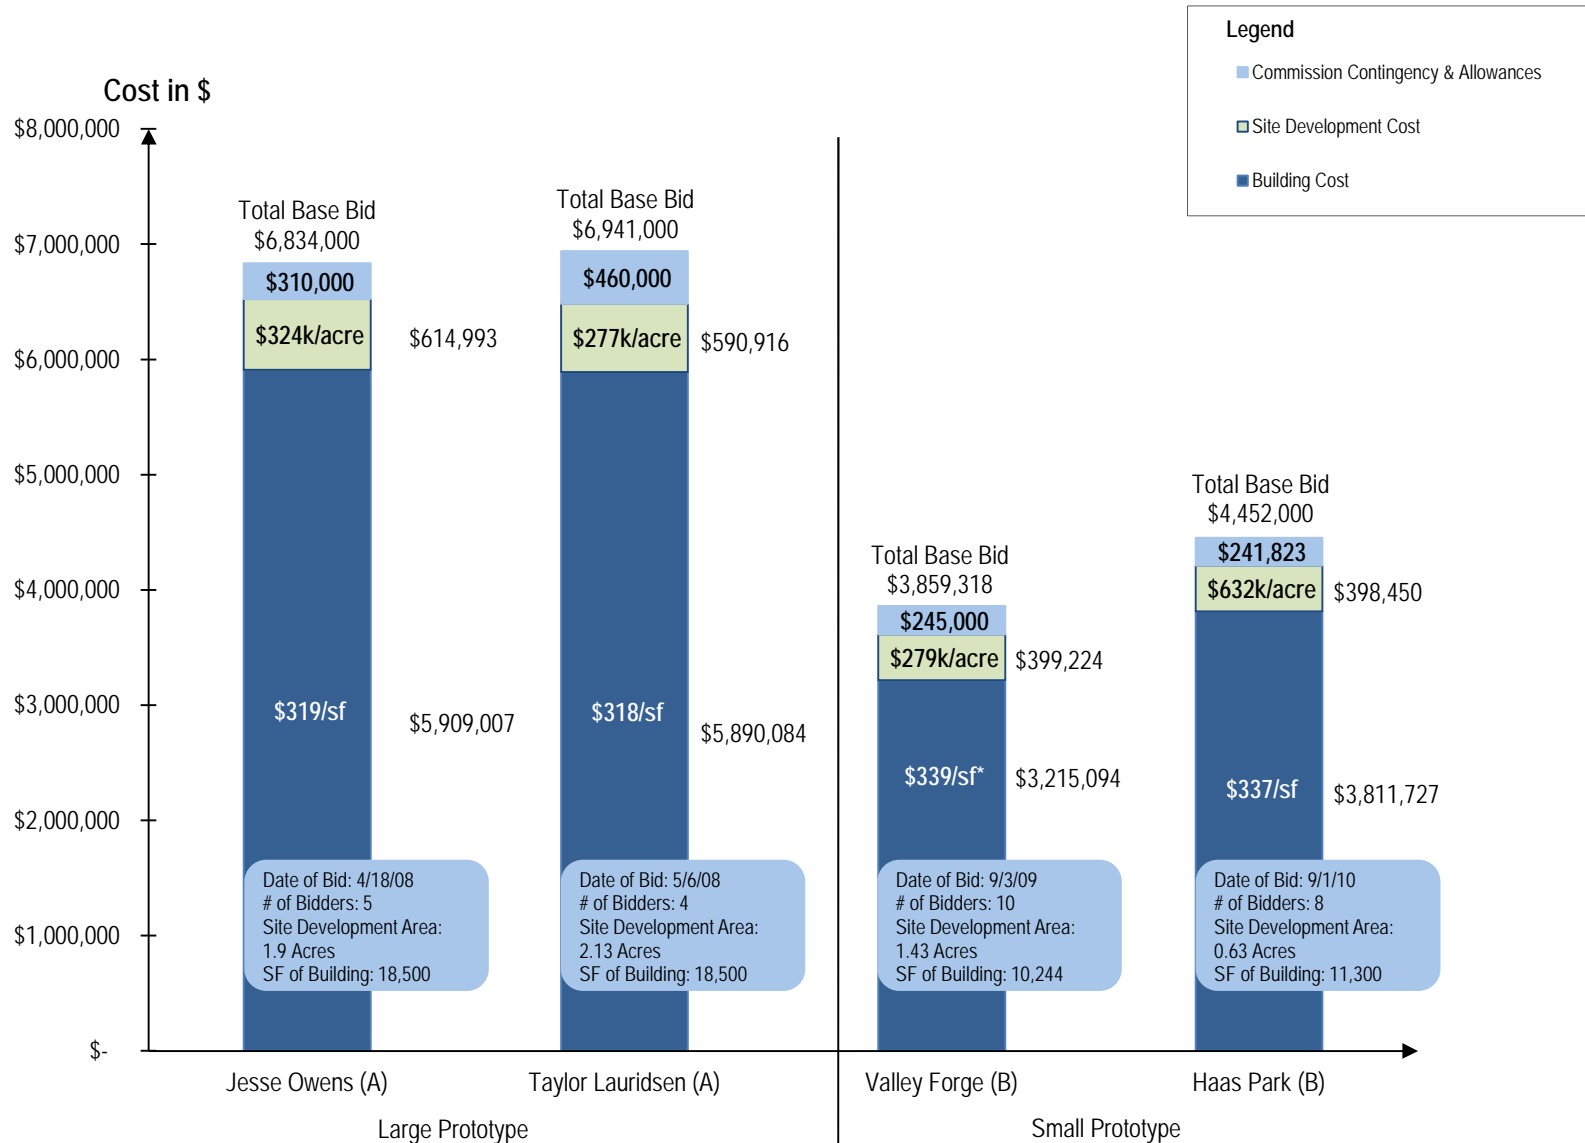 Legend
Commission Contingency & Allowances
Site Development Cost
Building Cost
Cost in $
$8,000,000
$7,000,000
$6,000,000
$5,000,000
$4,000,000
$3,000,000
$2,000,000
$1,000,000
$-
Total Base Bid
$6,834,000
$310,000
$324k/acre
$614,993
$319/sf
$5,909,007
Date of Bid: 4/18/08
# of Bidders: 5
Site Development Area:
1.9 Acres
SF of Building: 18,500
Total Base Bid
$6,941,000
$460,000
$277k/acre
$590,916
$318/sf
$5,890,084
Date of Bid: 5/6/08
# of Bidders: 4
Site Development Area:
2.13 Acres
SF of Building: 18,500
Total Base Bid
$3,859,318
$245,000
$279k/acre
$399,224
$339/sf*
$3,215,094
Date of Bid: 9/3/09
# of Bidders: 10
Site Development Area:
1.43 Acres
SF of Building: 10,244
Total Base Bid
$4,452,000
$241,823
$632k/acre
$398,450
$337/sf
$3,811,727
Date of Bid: 9/1/10
# of Bidders: 8
Site Development Area:
0.63 Acres
SF of Building: 11,300
Jesse Owens (A)
Taylor Lauridsen (A)
Valley Forge (B)
Haas Park (B)
Large Prototype
Small Prototype